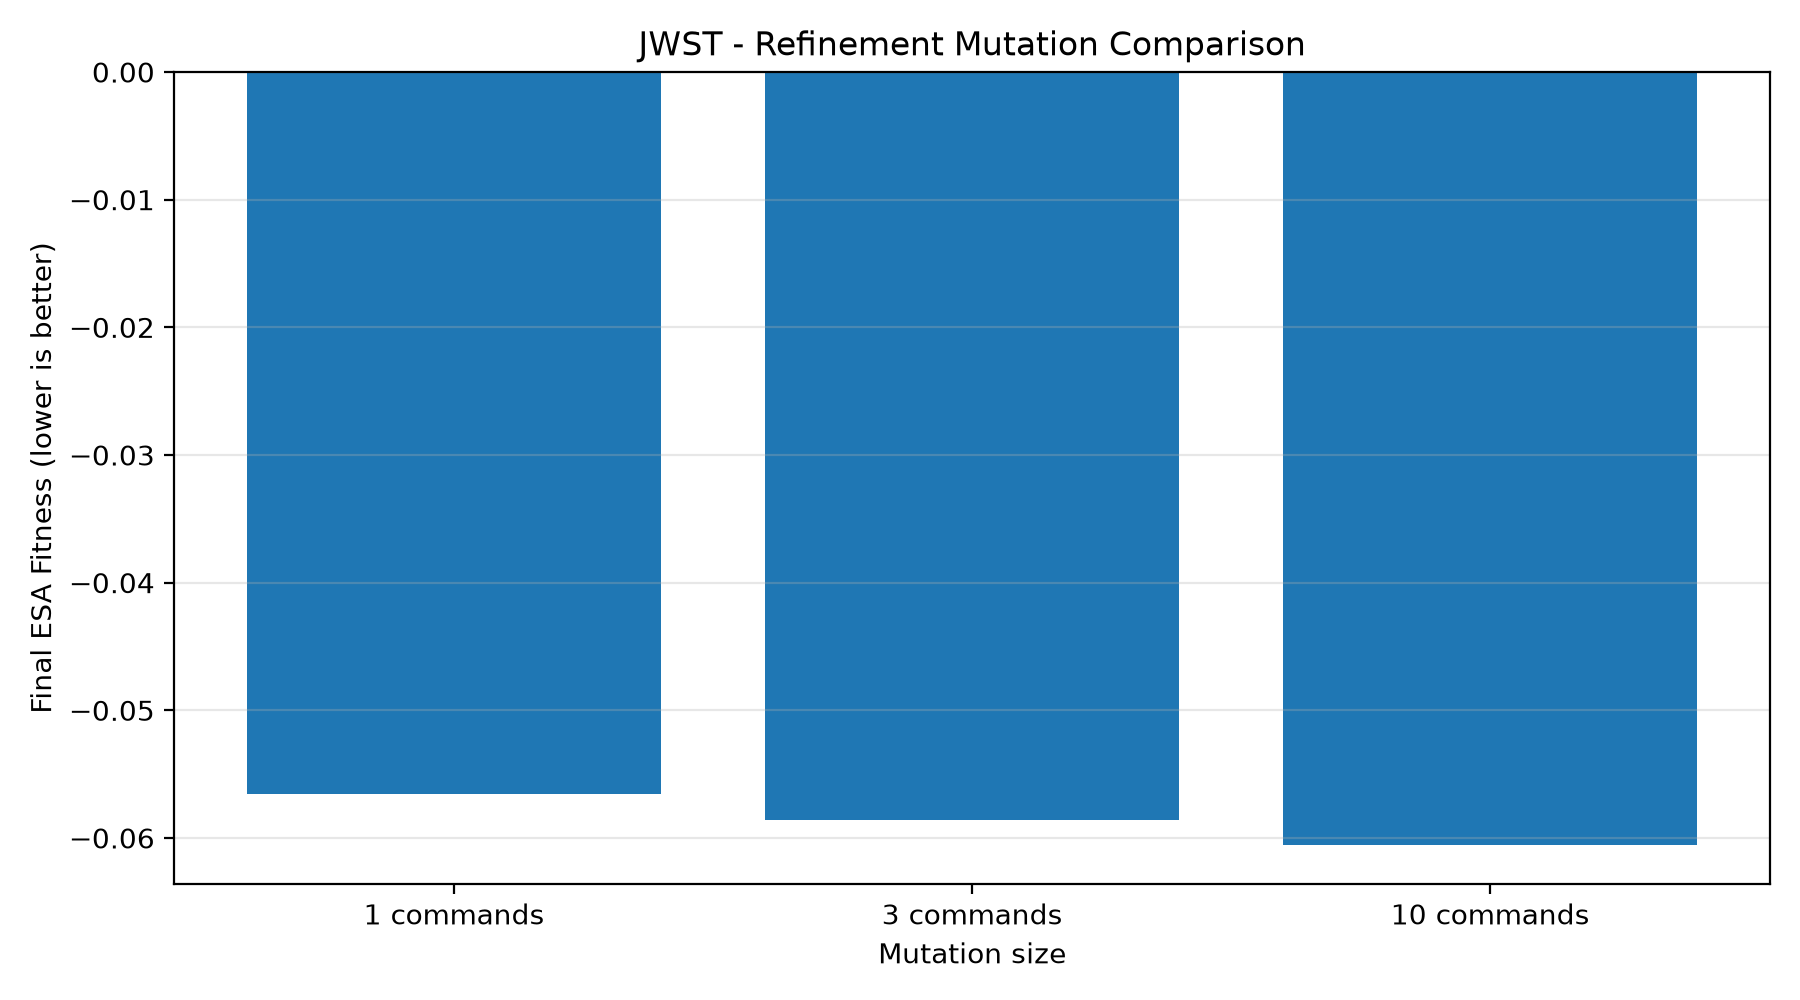 JWST - Refinement Mutation Comparison
Final ESA Fitness (lower is better)
0.00
−0.01
−0.02
−0.03
−0.04
−0.05
−0.06
1 commands
3 commands
10 commands
Mutation size